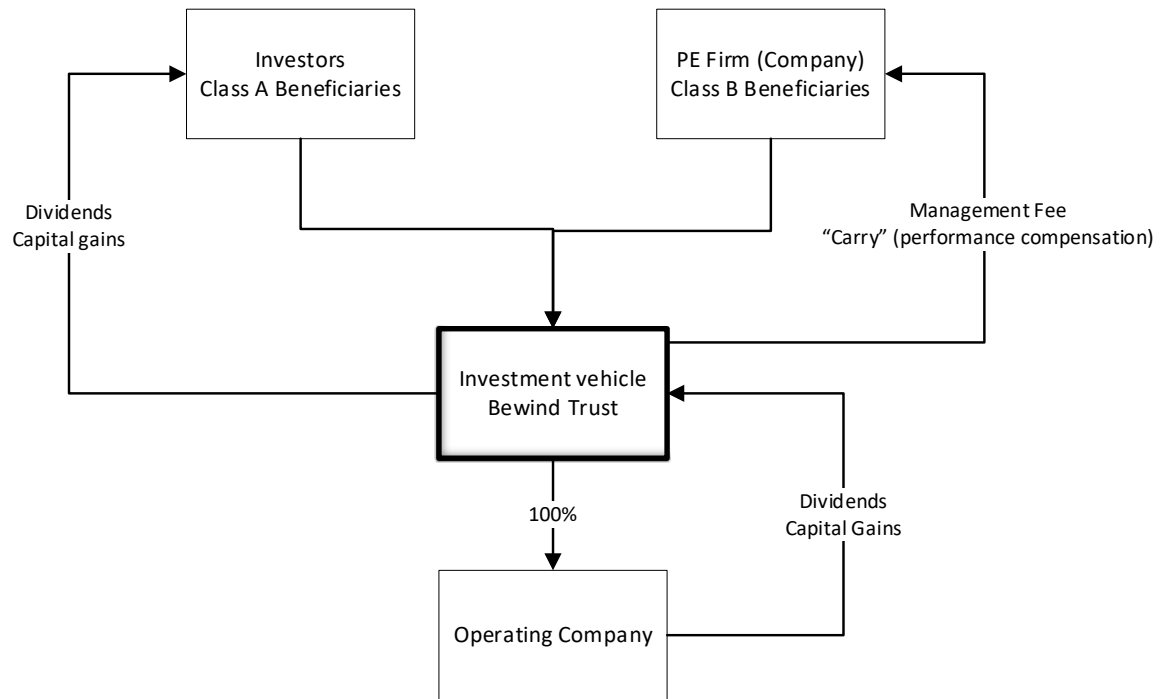 Investors
Class A Beneficiaries
PE Firm (Company)
Class B Beneficiaries
Dividends
Capital gains
Management Fee
“Carry” (performance compensation)
Investment vehicle
Bewind Trust
100%
Dividends
Capital Gains
Operating Company